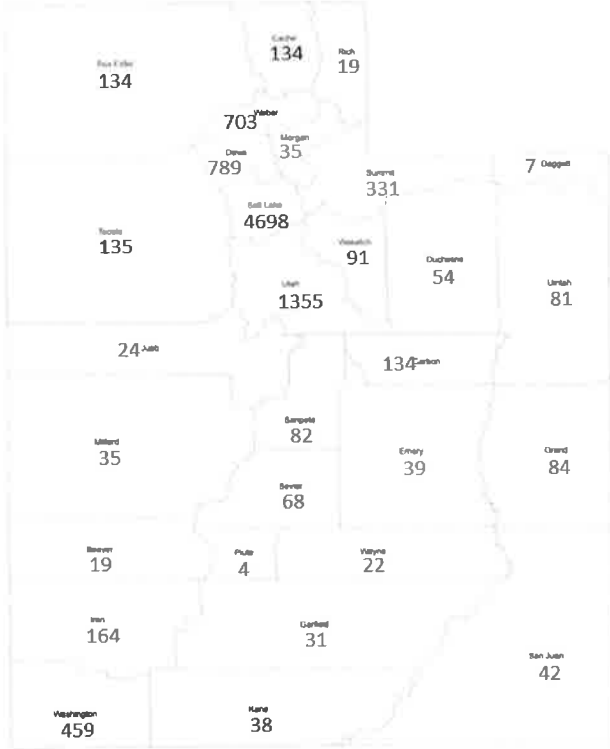 Cache
134
Rich
19
Box Elder
134
Weber
703
Morgan
35
Davis
789
Summit
331
7 Daggett
Salt Lake
4698
Tooele
135
Wasatch
91
Duchesne
54
Uintah
81
Utah
1355
24 Juab
134 Carbon
Sanpete
82
Millard
35
Emery
39
Grand
84
Sevier
68
Beaver
19
Piute
4
Wayne
22
Iron
164
Garfield
31
San Juan
42
Washington
459
Kane
38